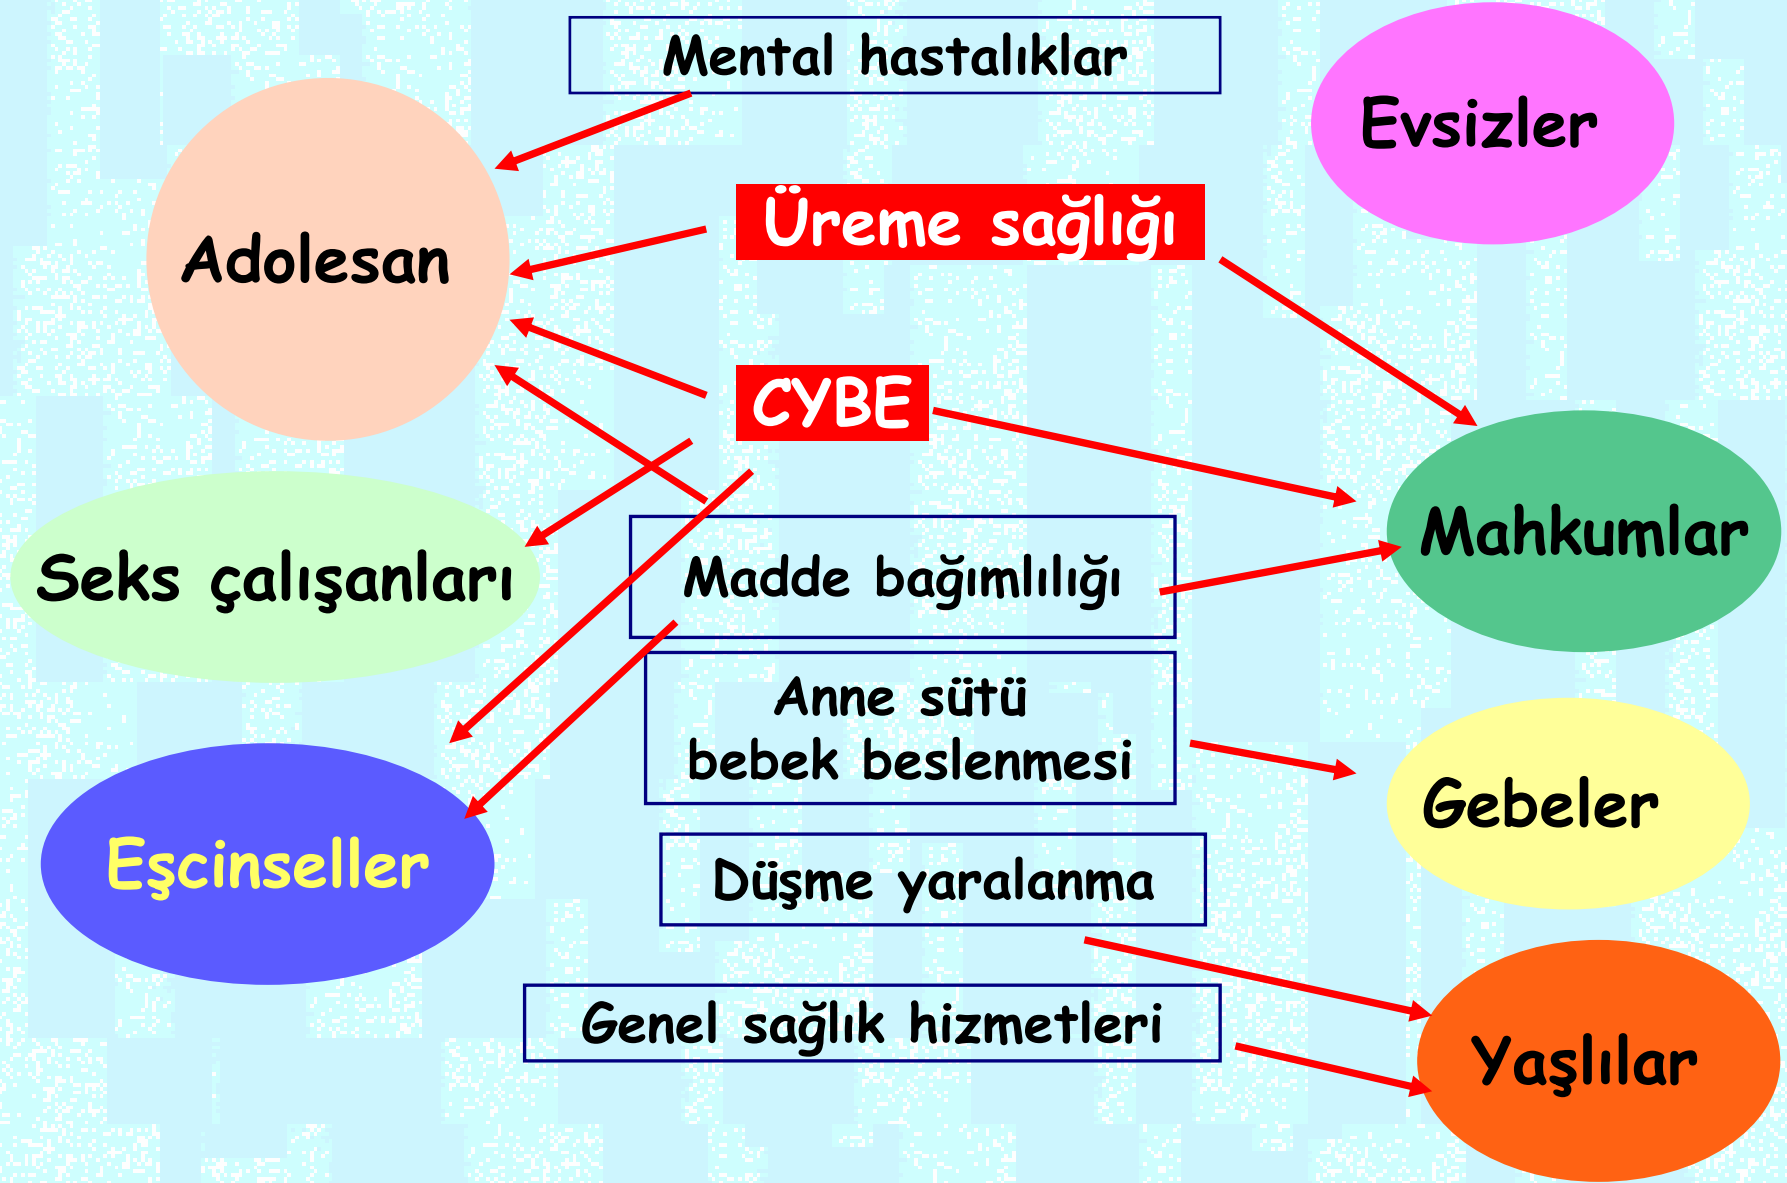 Mental hastalıklar
Evsizler
Üreme sağlığı
Adolesan
CYBE
Mahkumlar
Seks çalışanları
Madde bağımlılığı
Anne sütü
bebek beslenmesi
Gebeler
Eşcinseller
Düşme yaralanma
Genel sağlık hizmetleri
Yaşlılar